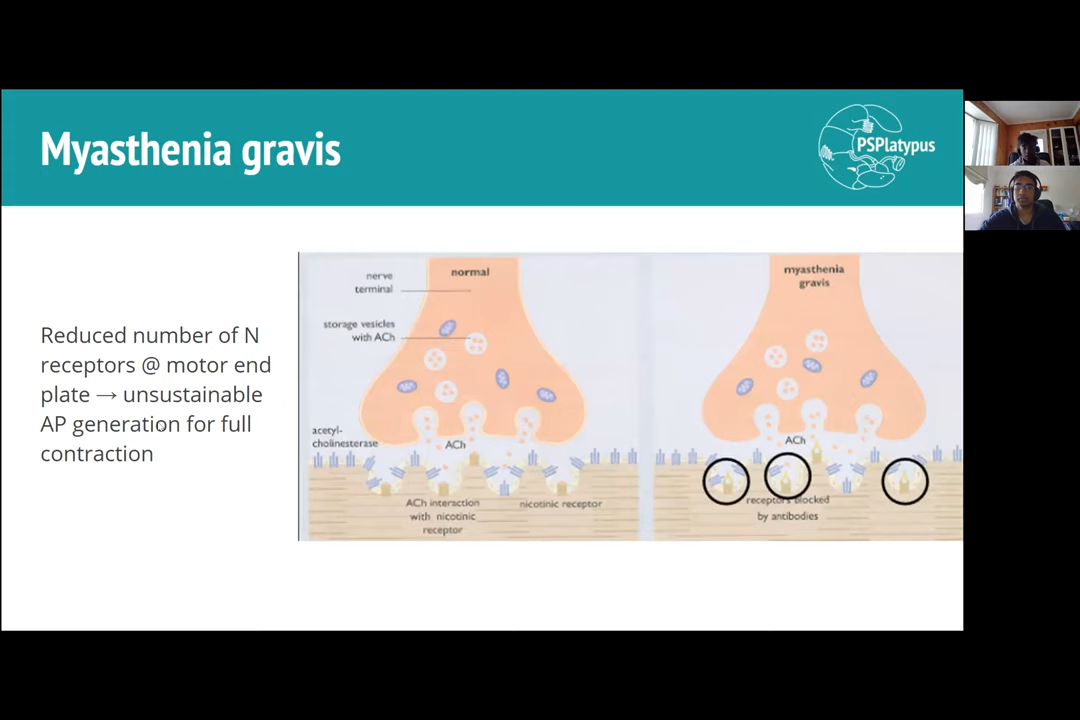 Myasthenia gravis
PSPlatypus
Reduced number of N
receptors @ motor end
plate → unsustainable
AP generation for full
contraction
nerve
terminal
normal
storage vesicles
with ACh
acetyl-
cholinesterase
ACh
ACh interaction
with nicotinic
receptor
nicotinic receptor
myasthenia
gravis
ACh
receptors blocked
by antibodies